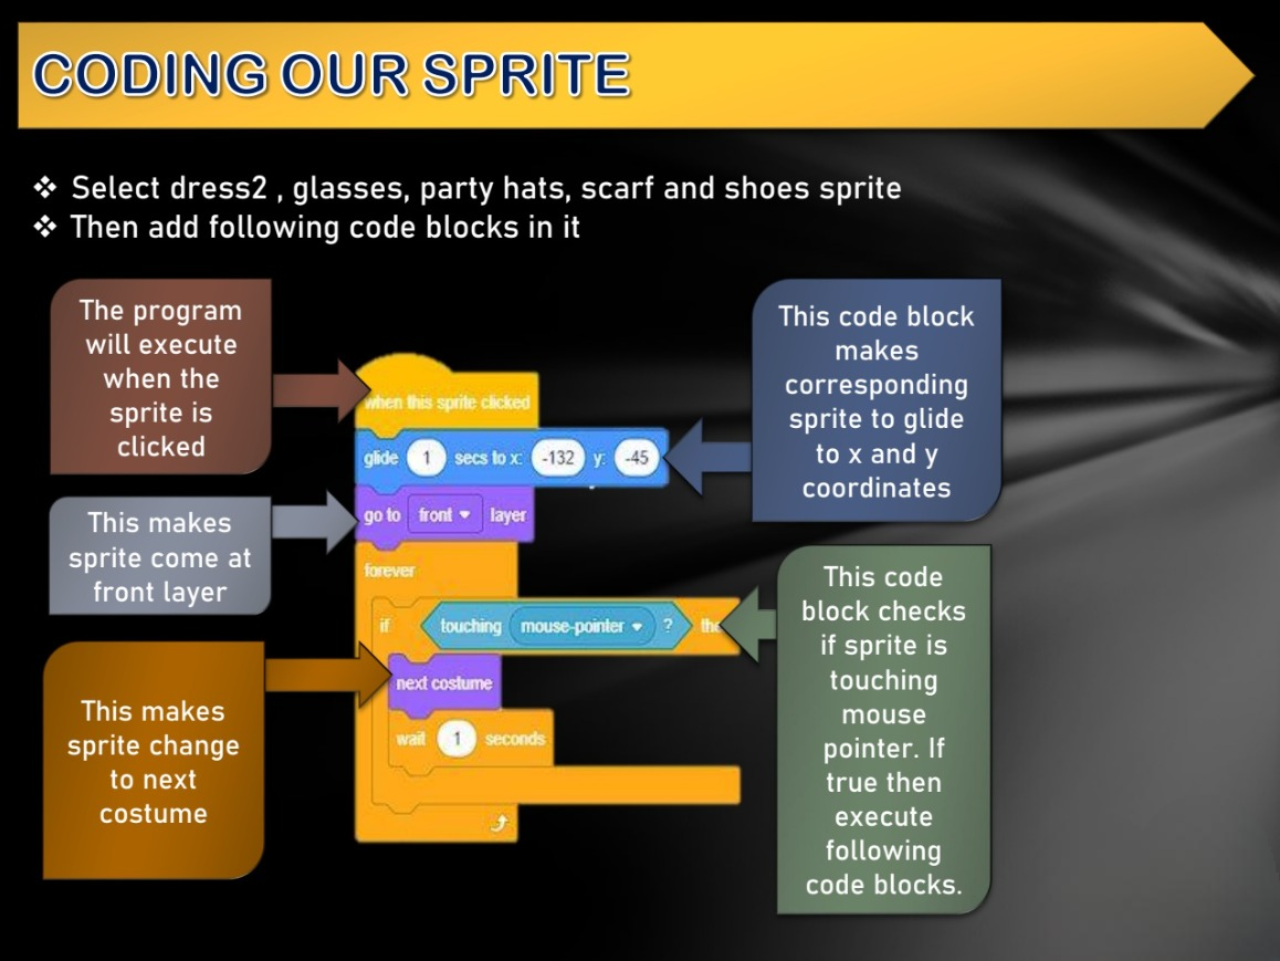 CODING OUR SPRITE
❖ Select dress2 , glasses, party hats, scarf and shoes sprite
❖ Then add following code blocks in it
The program
will execute
when the
sprite is
clicked
This makes
sprite come at
front layer
This makes
sprite change
to next
costume
when this sprite clicked
glide 1 secs to x: -132 y: -45
go to front layer
forever
if touching mouse-pointer ?
next costume
wait 1 seconds
This code block
makes
corresponding
sprite to glide
to x and y
coordinates
This code
block checks
if sprite is
touching
mouse
pointer. If
true then
execute
following
code blocks.